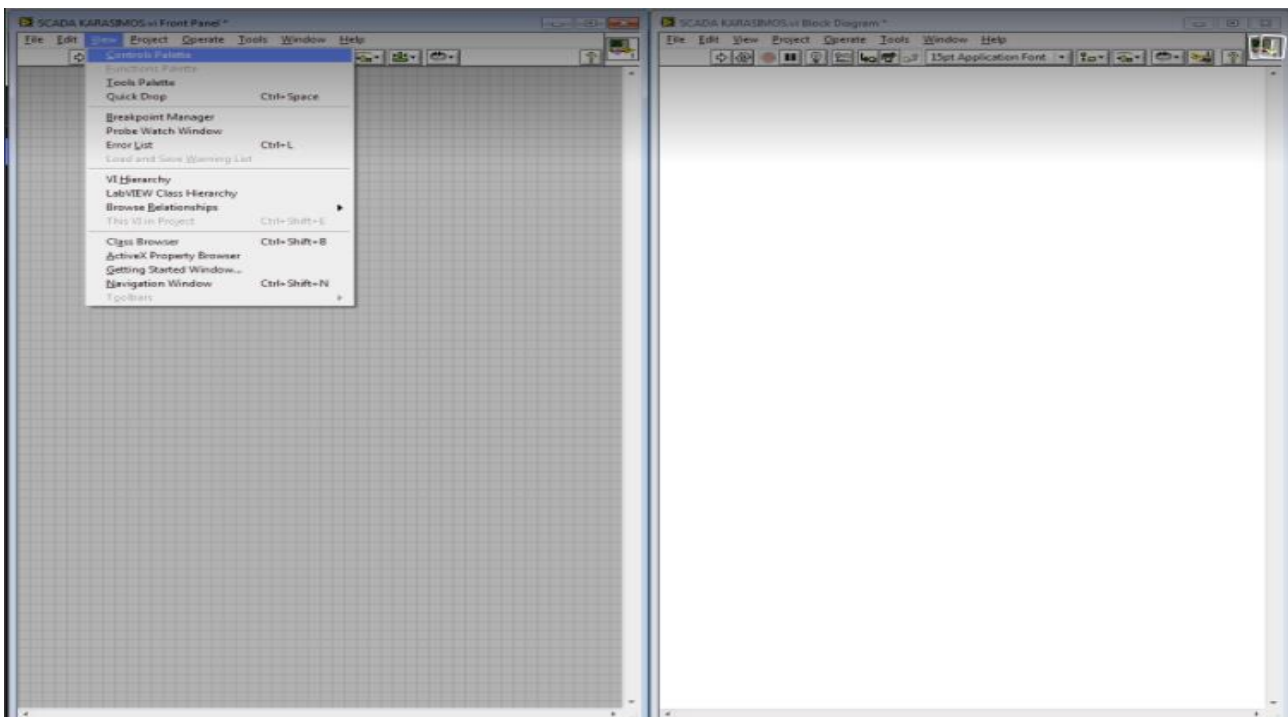 SCADA KARASIMOS.vi Front Panel *
File Edit View Project Operate Tools Window Help
Controls Palette
Functions Palette
Tools Palette
Quick Drop Ctrl+Space
Breakpoint Manager
Probe Watch Window
Error List Ctrl+L
Load and Save Warning List
VI Hierarchy
LabVIEW Class Hierarchy
Browse Relationships
This VI in Project Ctrl+Shift+E
Class Browser Ctrl+Shift+B
ActiveX Property Browser
Getting Started Window...
Navigation Window Ctrl+Shift+N
Toolbars
SCADA KARASIMOS.vi Block Diagram *
File Edit View Project Operate Tools Window Help
15pt Application Font